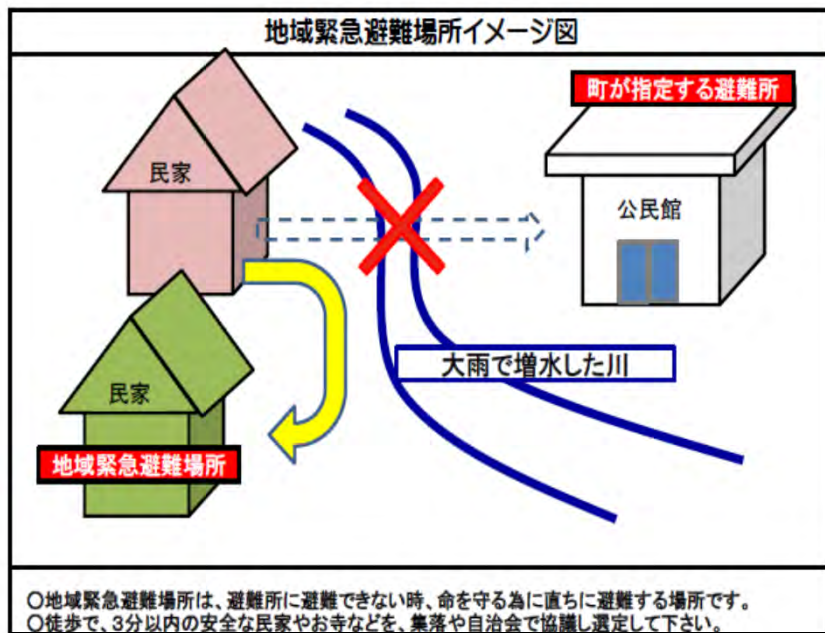 地域緊急避難場所イメージ図
町が指定する避難所
民家
公民館
大雨で増水した川
民家
地域緊急避難場所
〇地域緊急避難場所は、避難所に避難できない時、命を守る為に直ちに避難する場所です。
〇徒歩で、3分以内の安全な民家やお寺などを、集落や自治会で協議し選定して下さい。